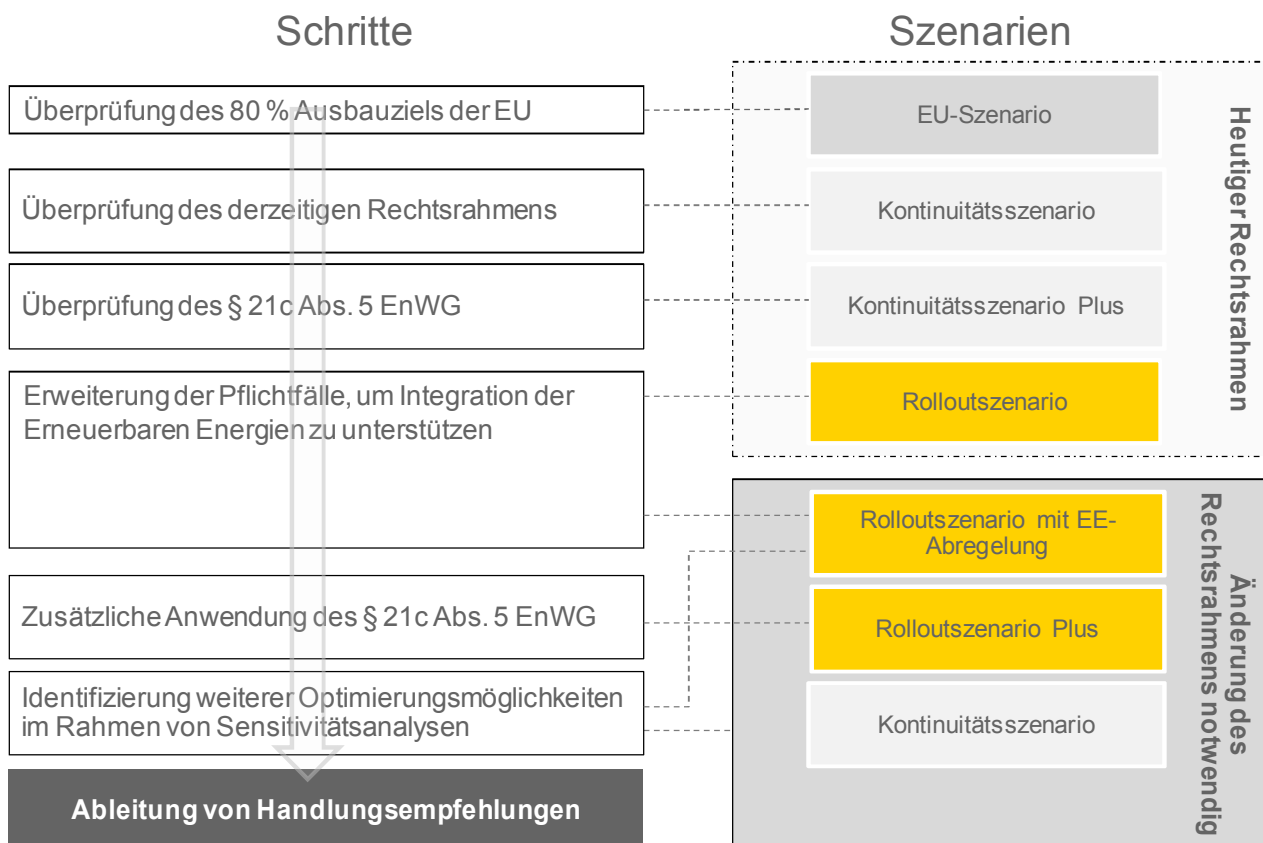 Schritte
Überprüfung des 80 % Ausbauziels der EU
Überprüfung des derzeitigen Rechtsrahmens
Überprüfung des § 21c Abs. 5 EnWG
Erweiterung der Pflichtfälle, um Integration der
Erneuerbaren Energien zu unterstützen
Zusätzliche Anwendung des § 21c Abs. 5 EnWG
Identifizierung weiterer Optimierungsmöglichkeiten
im Rahmen von Sensitivitätsanalysen
Ableitung von Handlungsempfehlungen
Szenarien
EU-Szenario
Kontinuitätsszenario
Kontinuitätsszenario Plus
Rolloutszenario
Heutiger Rechtsrahmen
Rolloutszenario mit EE-
Abregelung
Rolloutszenario Plus
Kontinuitätsszenario
Änderung des
Rechtsrahmens notwendig